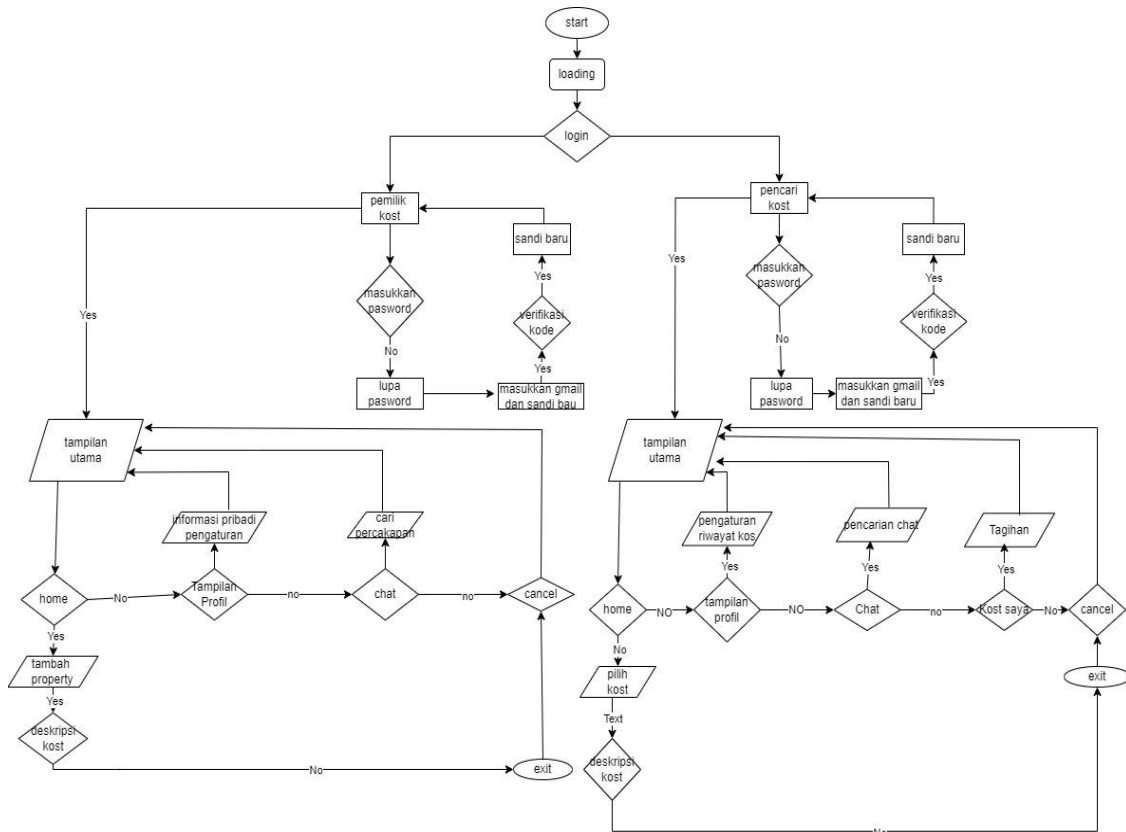 start
loading
login
pemilik
kost
pencari
kost
sandi baru
sandi baru
masukkan
pasword
masukkan
pasword
Yes
Yes
Yes
Yes
verifikasi
kode
verifikasi
kode
No
No
Yes
Yes
lupa
pasword
masukkan gmail
dan sandi bau
lupa
pasword
masukkan gmail
dan sandi baru
tampilan
utama
tampilan
utama
informasi pribadi
pengaturan
cari
percakapan
pengaturan
riwayat kos
pencarian chat
Tagihan
Yes
Yes
Yes
home
No
Tampilan
Profil
no
chat
no
cancel
home
NO
tampilan
profil
NO
Chat
no
Kost saya
No
cancel
Yes
No
tambah
property
pilih
kost
exit
Yes
Text
deskripsi
kost
deskripsi
kost
No
exit
No